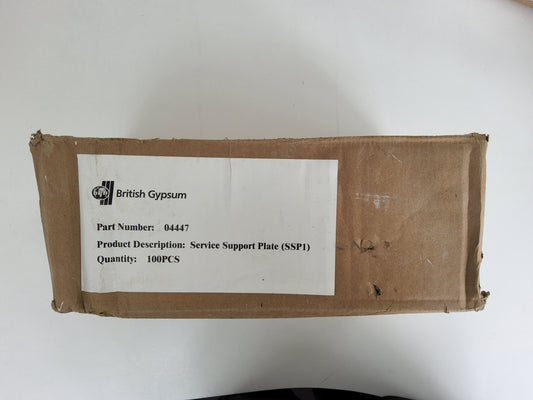 British Gypsum
Part Number: 04447
Product Description: Service Support Plate (SSP1)
Quantity: 100PCS